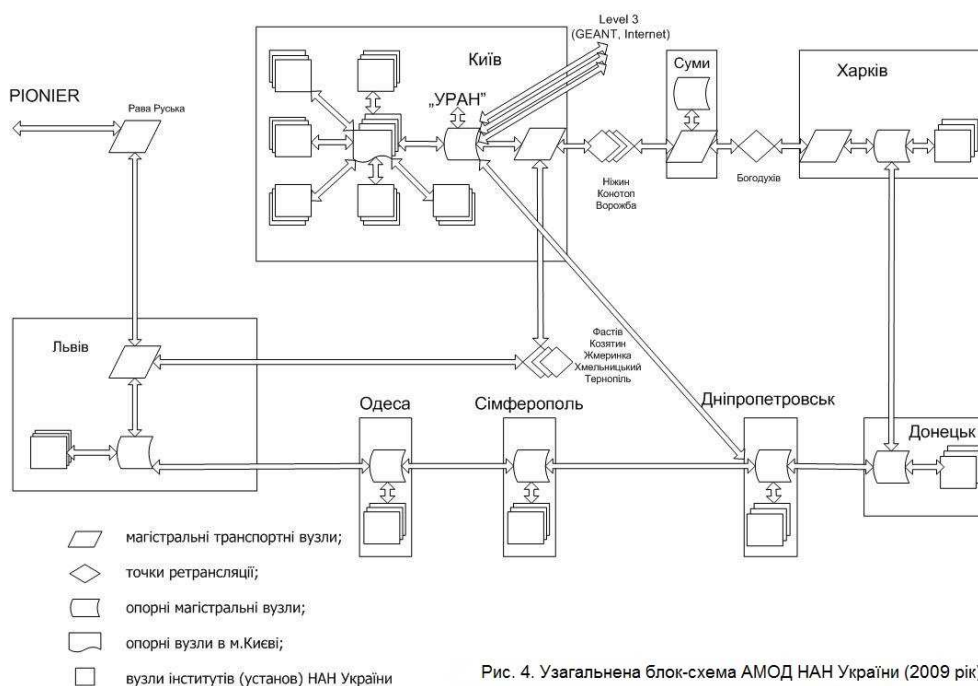 Level 3
(GEANT, Internet)
Київ
Суми
Харків
PIONIER
Рава Руська
„УРАН”
Ніжин
Конотоп
Ворожба
Богодухів
Львів
Фастів
Козятин
Жмеринка
Хмельницький
Тернопіль
Одеса
Сімферополь
Дніпропетровськ
Донецьк
магістральні транспортні вузли;
точки ретрансляції;
опорні магістральні вузли;
опорні вузли в м.Києві;
вузли інститутів (установ) НАН України
Рис. 4. Узагальнена блок-схема АМОД НАН України (2009 рік)